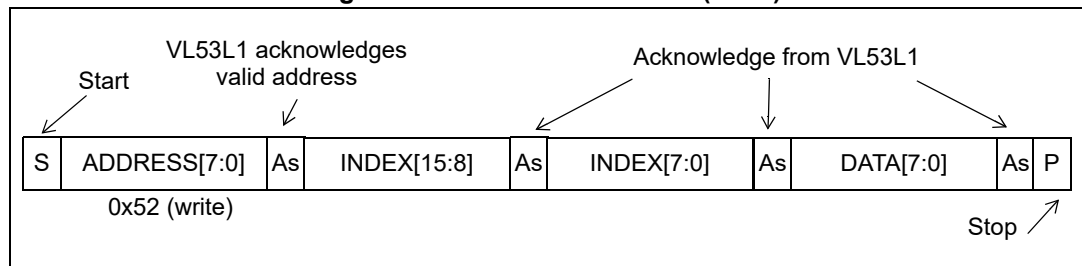 VL53L1 acknowledges
valid address
Acknowledge from VL53L1
Start
S ADDRESS[7:0] As INDEX[15:8] As INDEX[7:0] As DATA[7:0] As P
0x52 (write)
Stop